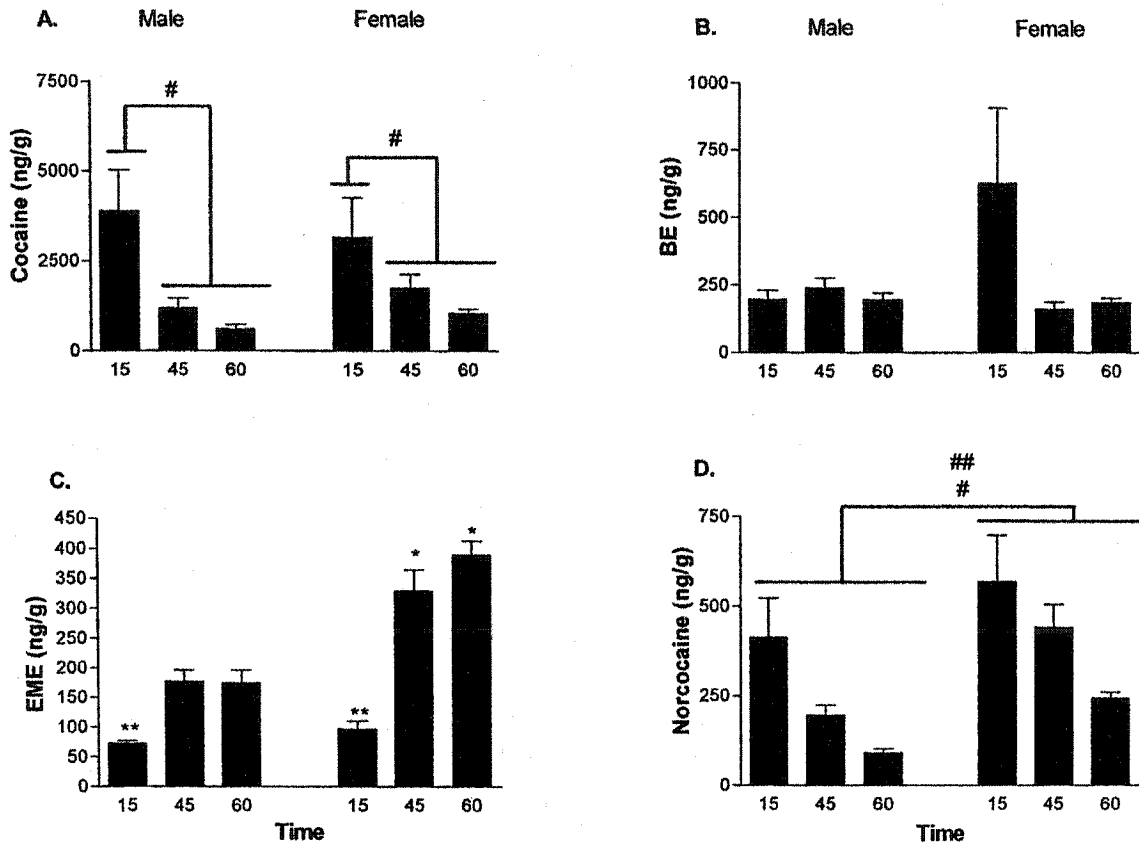 A.
Male
Female
Cocaine (ng/g)
7500
5000
2500
0
#
#
15 45 60 15 45 60
B.
Male
Female
BE (ng/g)
1000
750
500
250
0
15 45 60 15 45 60
C.
EME (ng/g)
450
400
350
300
250
200
150
100
50
0
** ** * *
15 45 60 15 45 60
Time
D.
##
#
Norcocaine (ng/g)
750
500
250
0
15 45 60 15 45 60
Time